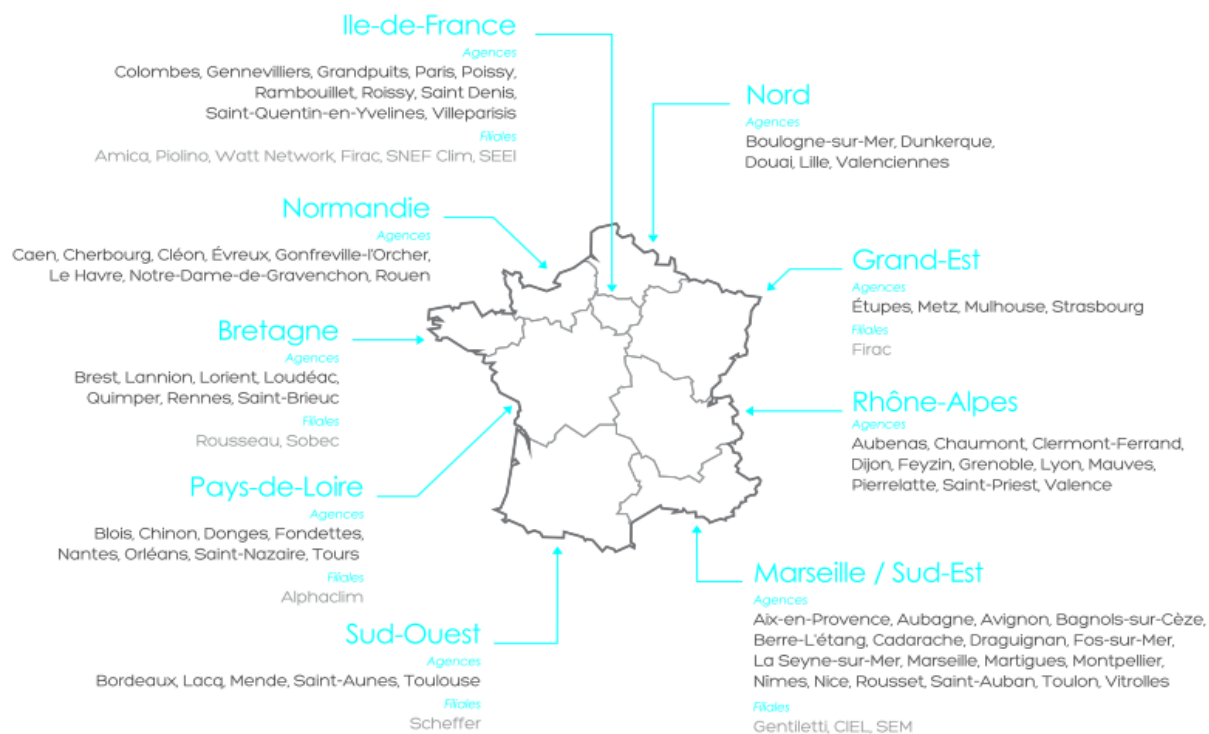 Ile-de-France
Agences
Colombes, Gennevilliers, Grandpuits, Paris, Poissy,
Rambouillet, Roissy, Saint Denis,
Saint-Quentin-en-Yvelines, Villeparisis
Filiales
Amica, Piolino, Watt Network, Firac, SNEF Clim, SEEI
Nord
Agences
Boulogne-sur-Mer, Dunkerque,
Douai, Lille, Valenciennes
Normandie
Agences
Caen, Cherbourg, Cléon, Évreux, Gonfreville-l'Orcher,
Le Havre, Notre-Dame-de-Gravenchon, Rouen
Grand-Est
Agences
Étupes, Metz, Mulhouse, Strasbourg
Filiales
Firac
Bretagne
Agences
Brest, Lannion, Lorient, Loudéac,
Quimper, Rennes, Saint-Brieuc
Filiales
Rousseau, Sobec
Rhône-Alpes
Agences
Aubenas, Chaumont, Clermont-Ferrand,
Dijon, Feyzin, Grenoble, Lyon, Mauves,
Pierrelatte, Saint-Priest, Valence
Pays-de-Loire
Agences
Blois, Chinon, Donges, Fondettes,
Nantes, Orléans, Saint-Nazaire, Tours
Filiales
Alphaclim
Marseille / Sud-Est
Agences
Aix-en-Provence, Aubagne, Avignon, Bagnols-sur-Cèze,
Berre-L'étang, Cadarache, Draguignan, Fos-sur-Mer,
La Seyne-sur-Mer, Marseille, Martigues, Montpellier,
Nîmes, Nice, Rousset, Saint-Auban, Toulon, Vitrolles
Filiales
Gentiletti, CIEL, SEM
Sud-Ouest
Agences
Bordeaux, Lacq, Mende, Saint-Aunes, Toulouse
Filiales
Scheffer